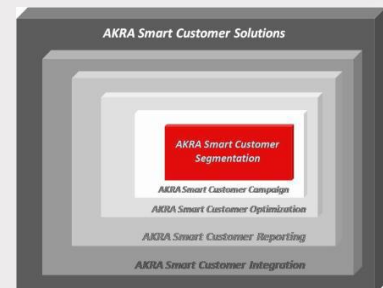 AKRA Smart Customer Solutions
AKRA Smart Customer
Segmentation
AKRA Smart Customer Campaign
AKRA Smart Customer Optimization
AKRA Smart Customer Reporting
AKRA Smart Customer Integration